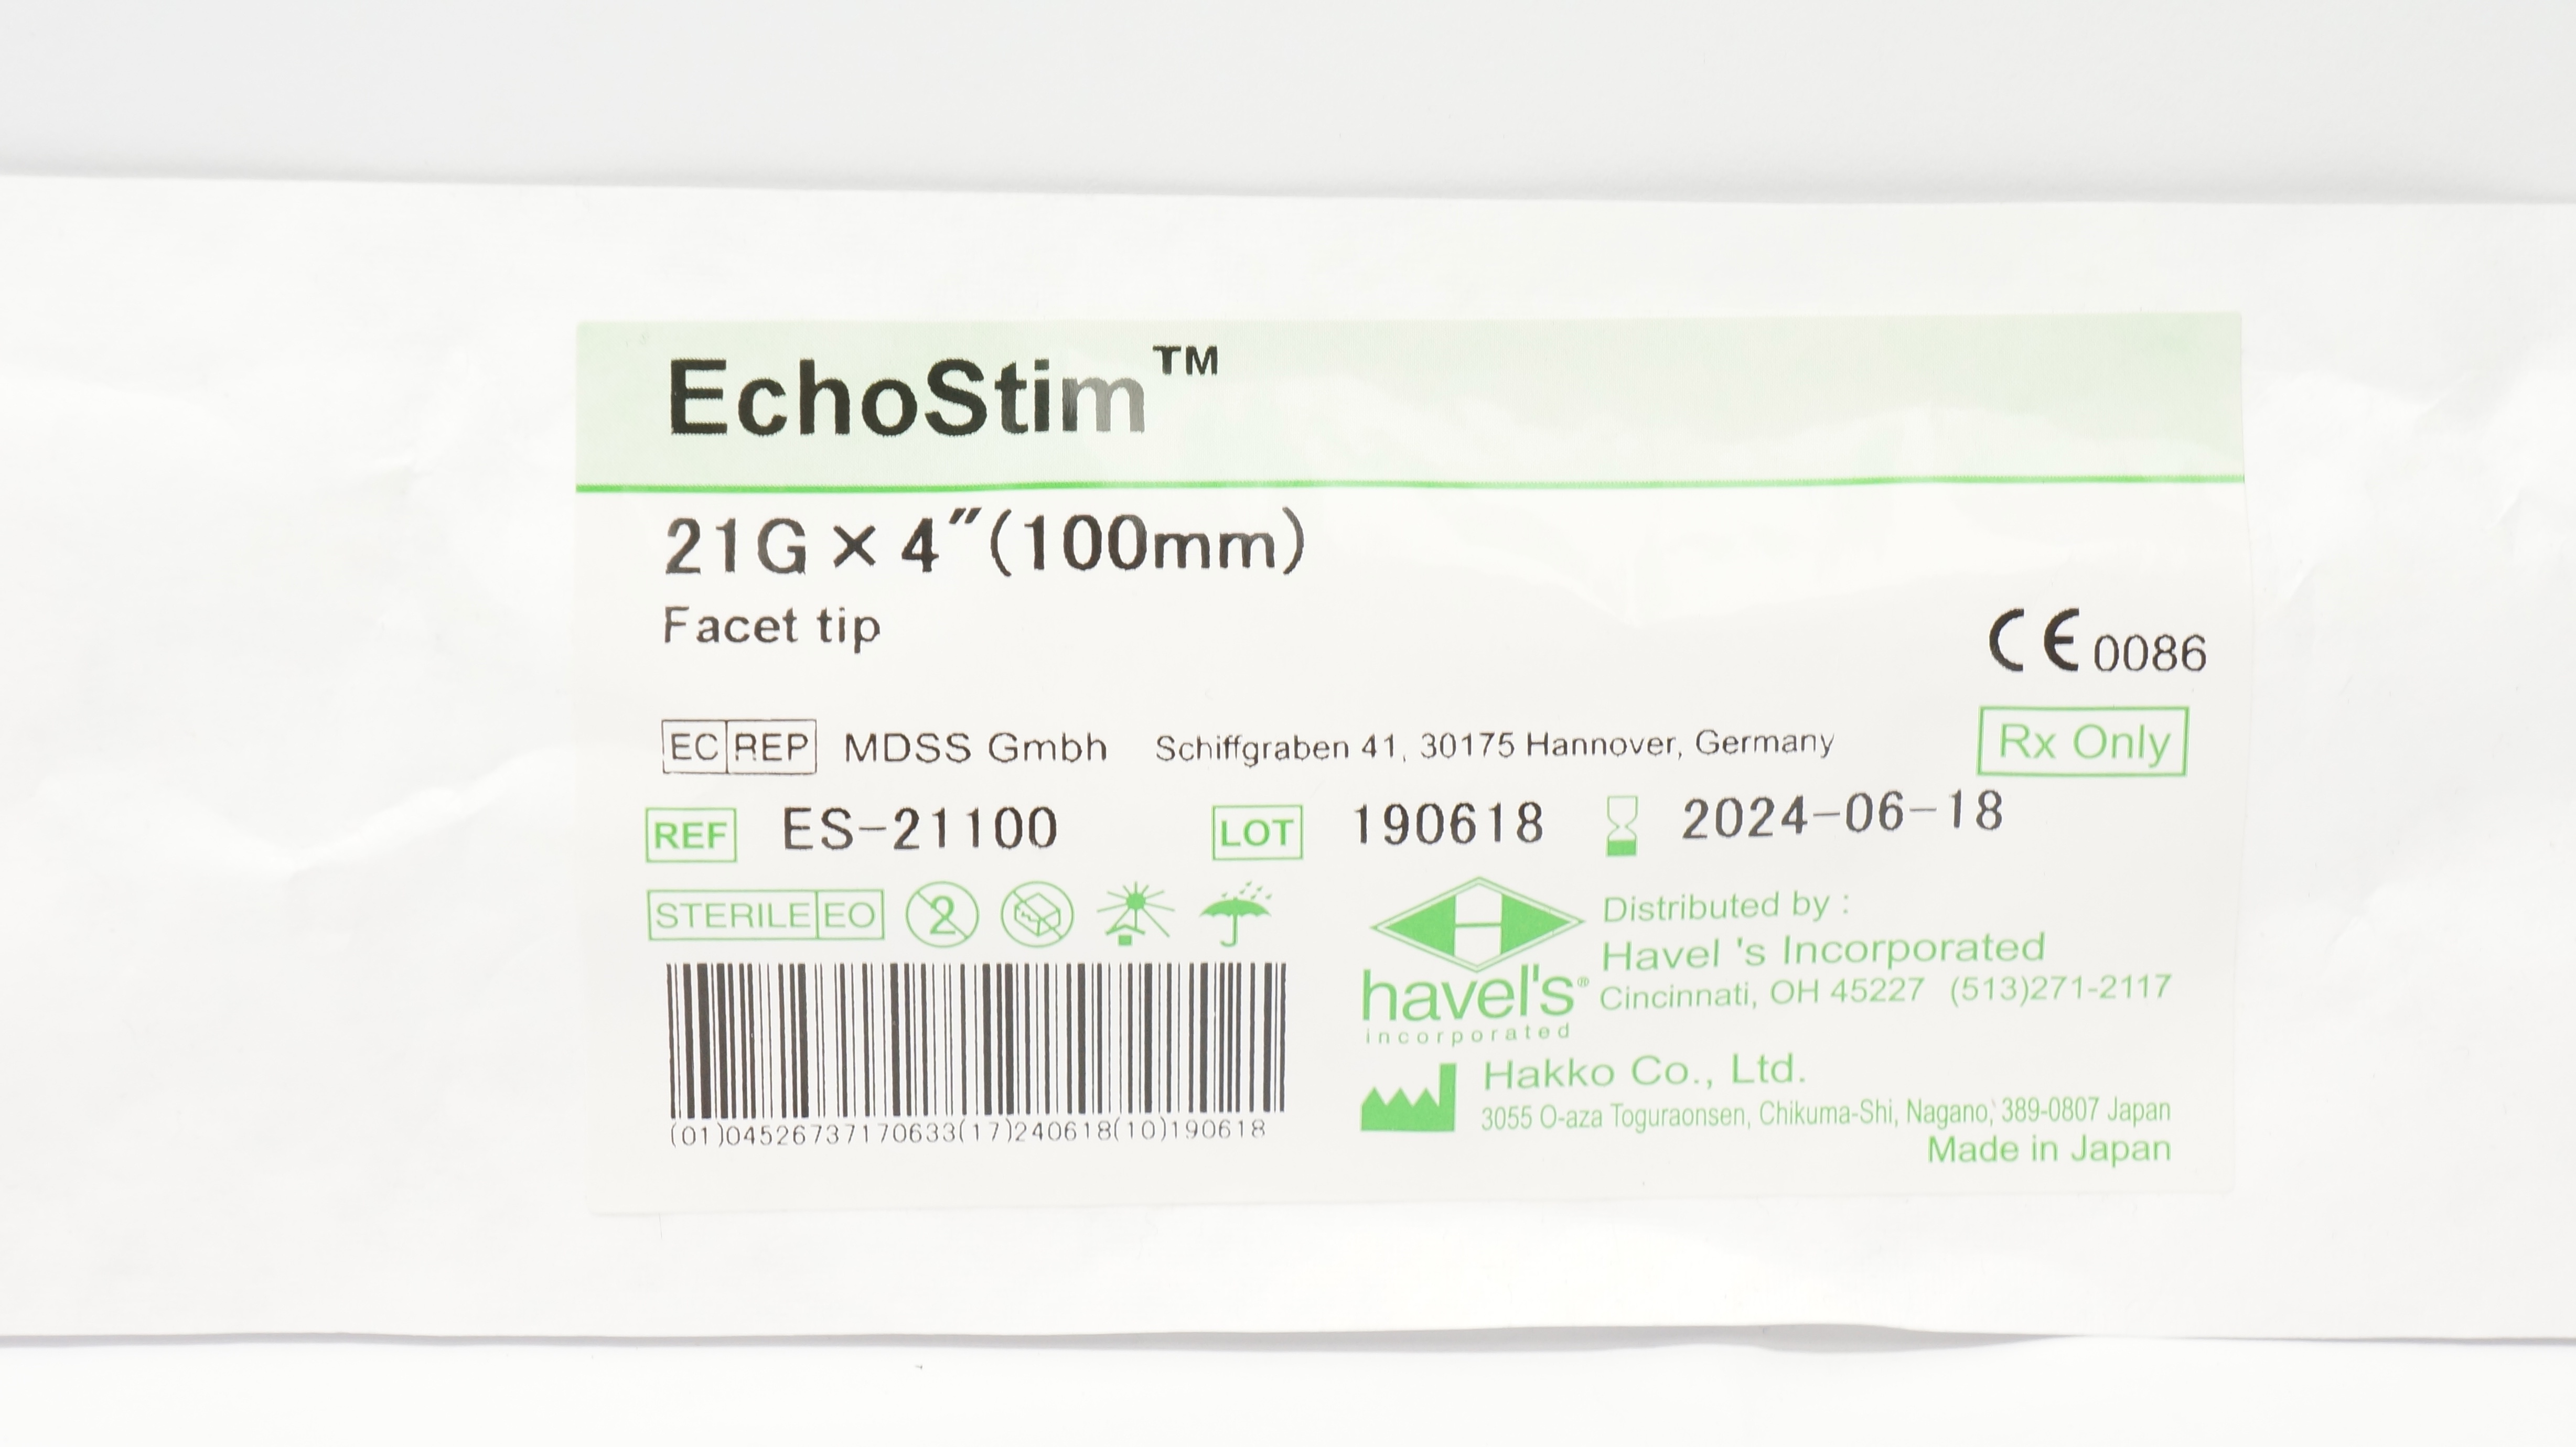 EchoStim™
21G × 4″(100mm)
Facet tip
CE 0086
EC REP MDSS Gmbh Schiffgraben 41, 30175 Hannover, Germany
Rx Only
REF ES-21100 LOT 190618 2024-06-18
STERILE EO 2
(01)04526737170633(17)240618(10)190618
havel's®
incorporated
Distributed by :
Havel 's Incorporated
Cincinnati, OH 45227 (513)271-2117
Hakko Co., Ltd.
3055 O-aza Toguraonsen, Chikuma-Shi, Nagano, 389-0807 Japan
Made in Japan